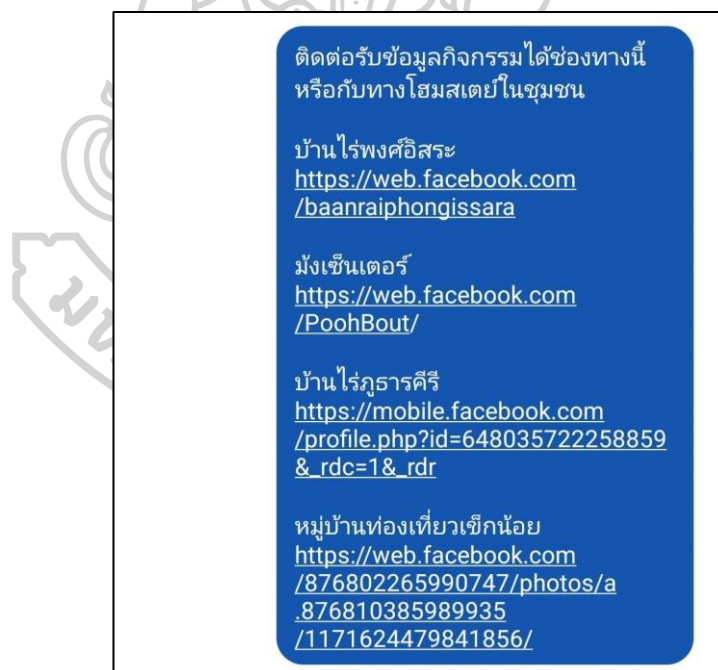 ติดต่อรับข้อมูลกิจกรรมได้ช่องทางนี้
หรือกับทางโฮมสเตย์ในชุมชน
บ้านไร่พงศ์อิสระ
https://web.facebook.com
/baanraiphongissara
ม้งเซ็นเตอร์
https://web.facebook.com
/PoohBout/
บ้านไร่ภูธารคีรี
https://mobile.facebook.com
/profile.php?id=648035722258859
&_rdc=1&_rdr
หมู่บ้านท่องเที่ยวเข็กน้อย
https://web.facebook.com
/876802265990747/photos/a
.876810385989935
/1171624479841856/